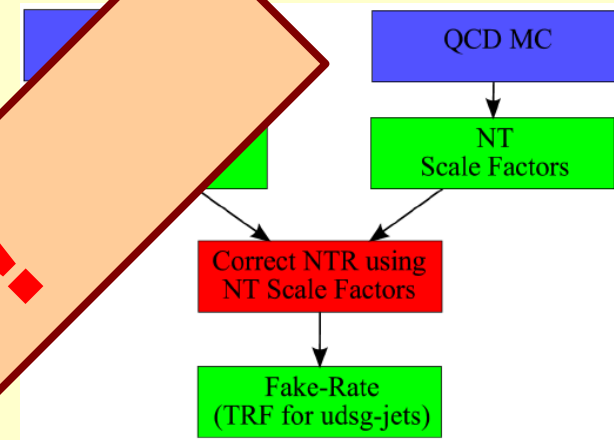 QCD MC
NT
Scale Factors
Correct NTR using
NT Scale Factors
Fake-Rate
(TRF for udsg-jets)